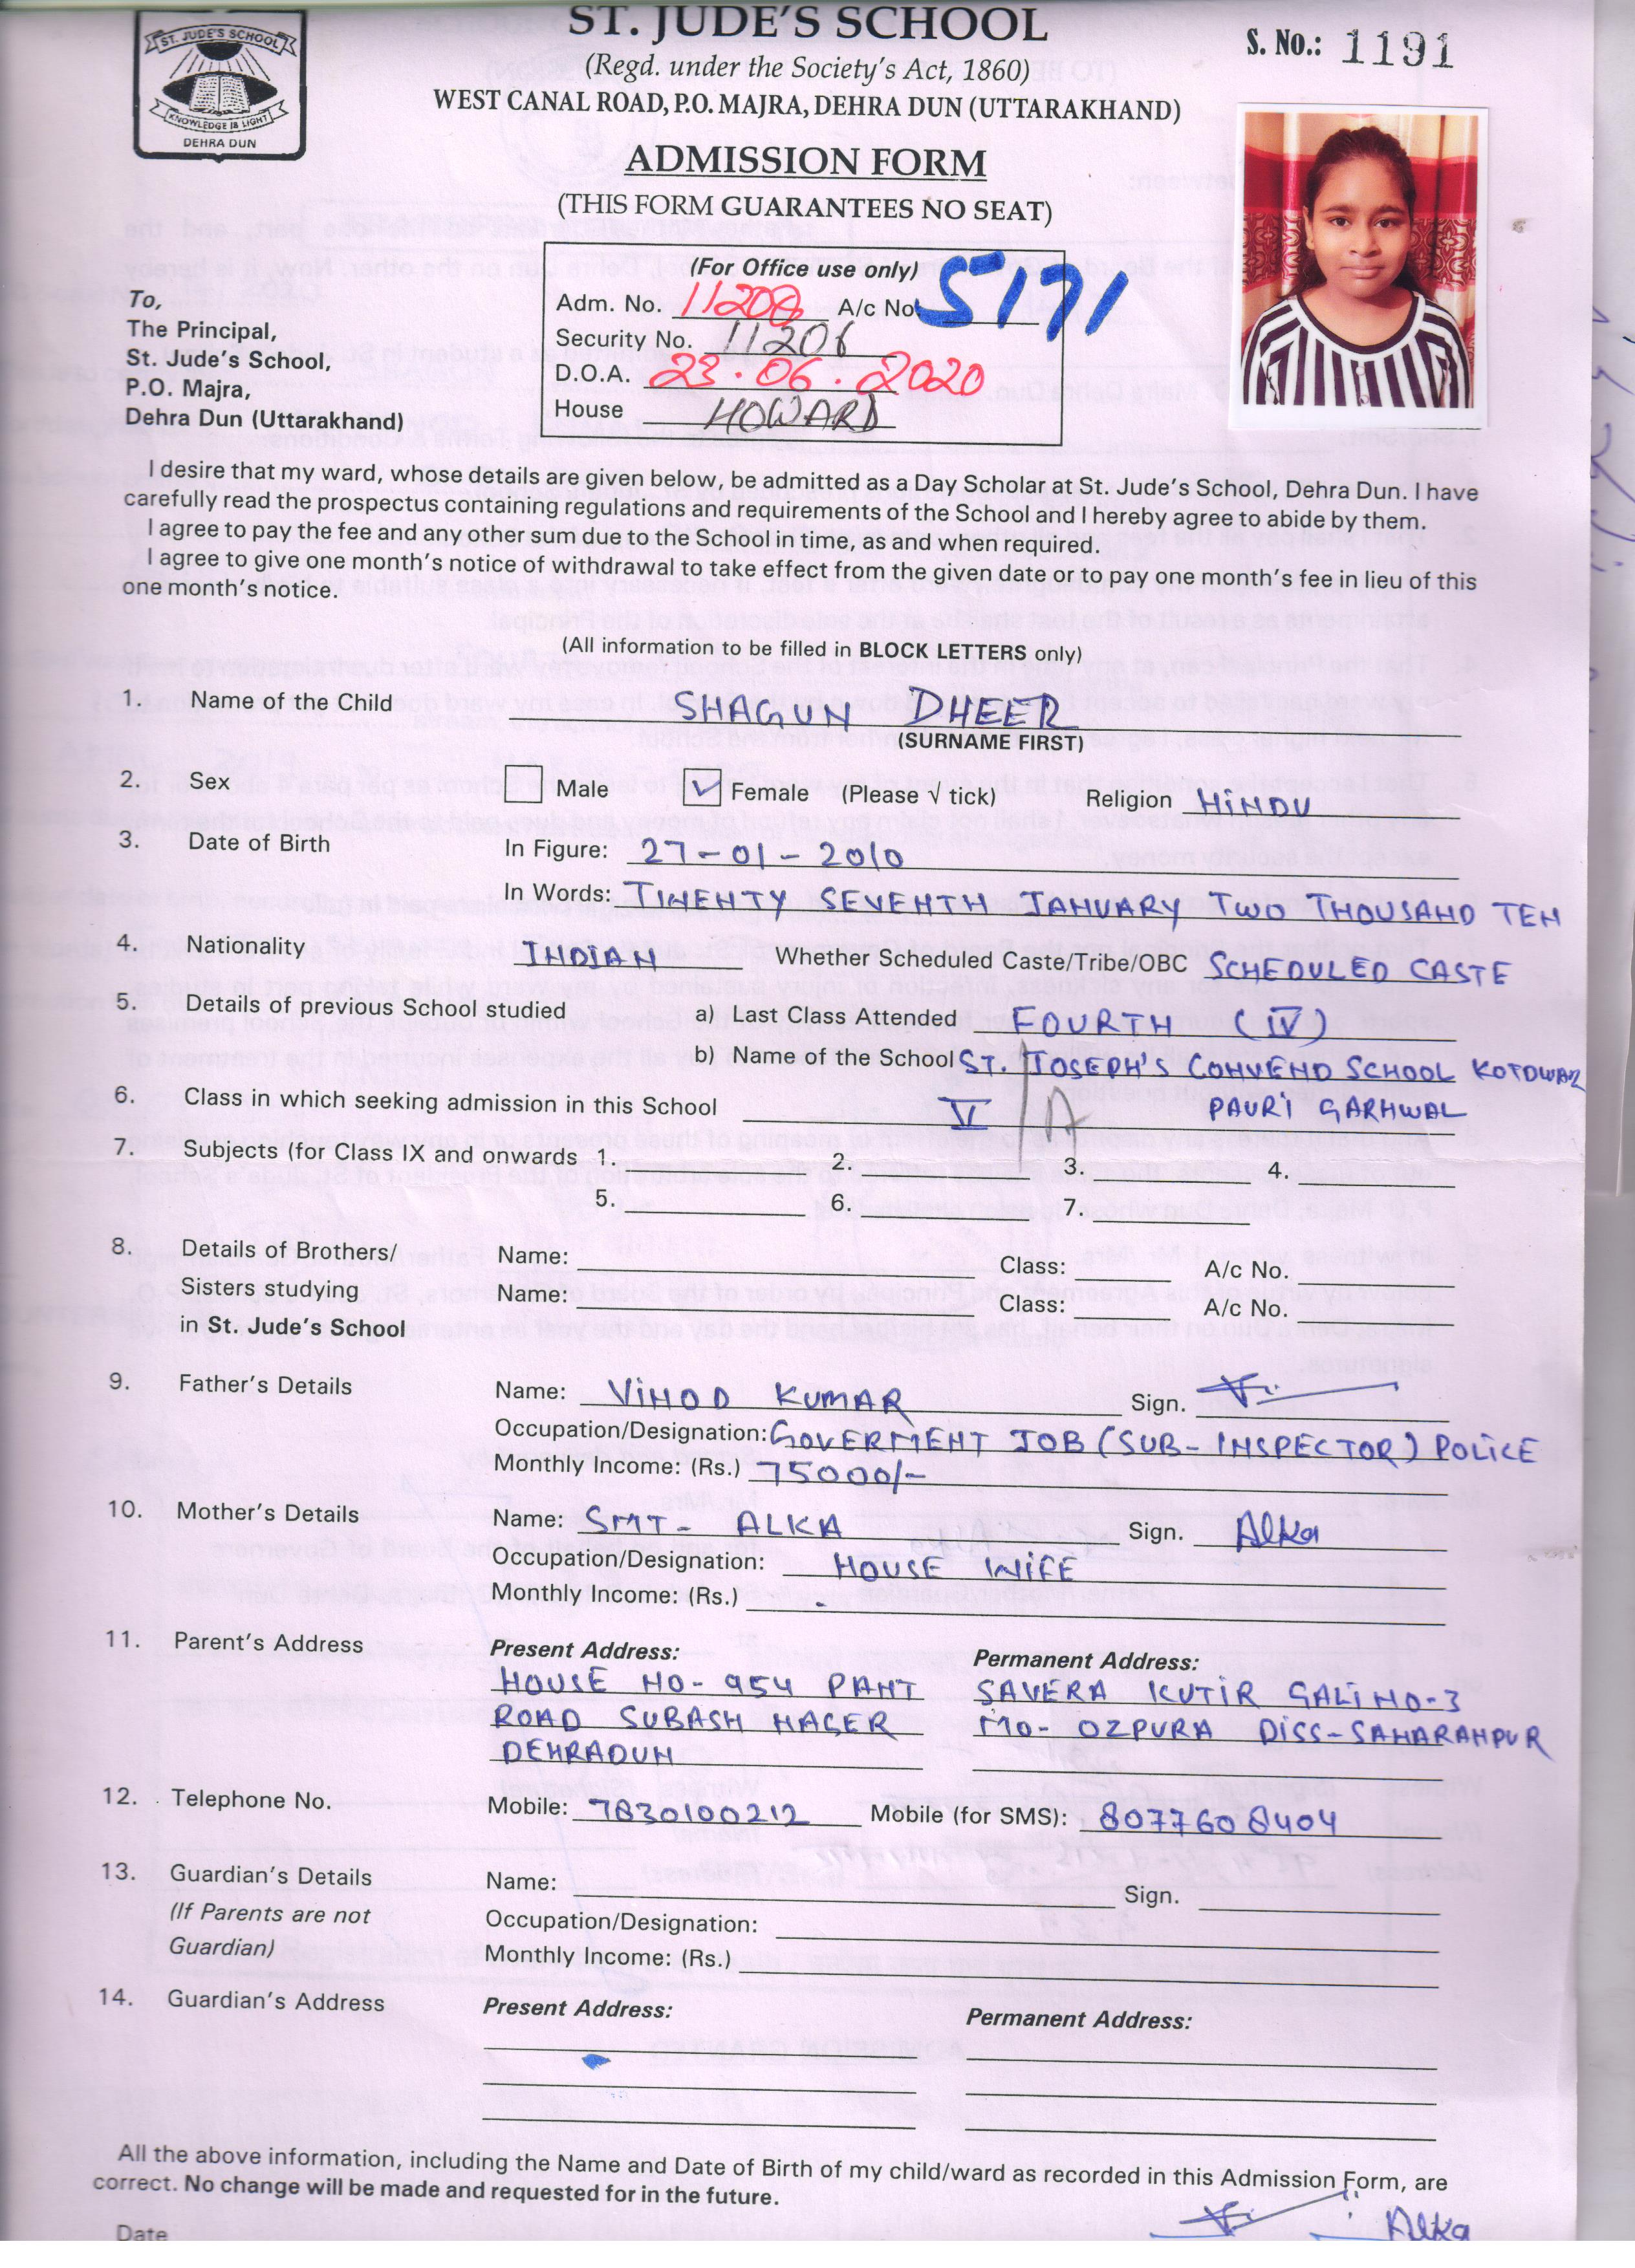 ST. JUDE'S SCHOOL
KNOWLEDGE IS LIGHT
DEHRA DUN
ST. JUDE'S SCHOOL
(Regd. under the Society's Act, 1860)
WEST CANAL ROAD, P.O. MAJRA, DEHRA DUN (UTTARAKHAND)
S. No.: 1191
ADMISSION FORM
(THIS FORM GUARANTEES NO SEAT)
To,
The Principal,
St. Jude's School,
P.O. Majra,
Dehra Dun (Uttarakhand)
(For Office use only)
Adm. No. 11208 A/c No. 5171
Security No. 11206
D.O.A. 23.06.2020
House HOWARD
I desire that my ward, whose details are given below, be admitted as a Day Scholar at St. Jude's School, Dehra Dun. I have
carefully read the prospectus containing regulations and requirements of the School and I hereby agree to abide by them.
I agree to pay the fee and any other sum due to the School in time, as and when required.
I agree to give one month's notice of withdrawal to take effect from the given date or to pay one month's fee in lieu of this
one month's notice.
(All information to be filled in BLOCK LETTERS only)
1. Name of the Child SHAGUN DHEER
(SURNAME FIRST)
2. Sex Male ✓ Female (Please √ tick) Religion HINDU
3. Date of Birth In Figure: 27-01-2010
In Words: TWENTY SEVENTH JANUARY TWO THOUSAND TEN
4. Nationality INDIAN Whether Scheduled Caste/Tribe/OBC SCHEDULED CASTE
5. Details of previous School studied a) Last Class Attended FOURTH (IV)
b) Name of the School ST. JOSEPH'S CONVEND SCHOOL KOTDWAR
PAURI GARHWAL
6. Class in which seeking admission in this School V/A
7. Subjects (for Class IX and onwards 1. 2. 3. 4.
5. 6. 7.
8. Details of Brothers/ Name: Class: A/c No.
Sisters studying Name: Class: A/c No.
in St. Jude's School
9. Father's Details Name: VINOD KUMAR Sign.
Occupation/Designation: GOVERMENT JOB (SUB-INSPECTOR) POLICE
Monthly Income: (Rs.) 75000/-
10. Mother's Details Name: SMT- ALKA Sign. Alka
Occupation/Designation: HOUSE WIFE
Monthly Income: (Rs.) -
11. Parent's Address Present Address: Permanent Address:
HOUSE NO- 954 PANT SAVERA KUTIR GALI NO-3
ROAD SUBASH NAGER MO- OZPURA DISS-SAHARANPUR
DEHRADUN
12. Telephone No. Mobile: 7830100212 Mobile (for SMS): 8077608404
13. Guardian's Details Name: Sign.
(If Parents are not Occupation/Designation:
Guardian) Monthly Income: (Rs.)
14. Guardian's Address Present Address: Permanent Address:
All the above information, including the Name and Date of Birth of my child/ward as recorded in this Admission Form, are
correct. No change will be made and requested for in the future.
Date Alka